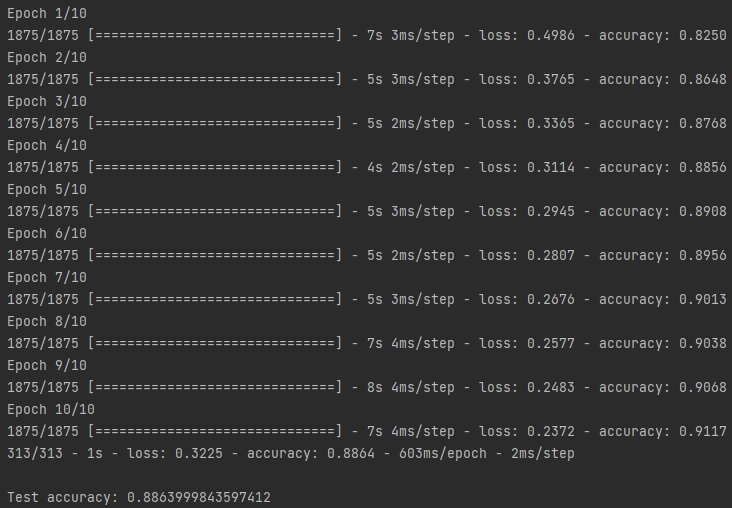 Epoch 1/10
1875/1875 [==============================] - 7s 3ms/step - loss: 0.4986 - accuracy: 0.8250
Epoch 2/10
1875/1875 [==============================] - 5s 3ms/step - loss: 0.3765 - accuracy: 0.8648
Epoch 3/10
1875/1875 [==============================] - 5s 2ms/step - loss: 0.3365 - accuracy: 0.8768
Epoch 4/10
1875/1875 [==============================] - 4s 2ms/step - loss: 0.3114 - accuracy: 0.8856
Epoch 5/10
1875/1875 [==============================] - 5s 3ms/step - loss: 0.2945 - accuracy: 0.8908
Epoch 6/10
1875/1875 [==============================] - 5s 2ms/step - loss: 0.2807 - accuracy: 0.8956
Epoch 7/10
1875/1875 [==============================] - 5s 3ms/step - loss: 0.2676 - accuracy: 0.9013
Epoch 8/10
1875/1875 [==============================] - 7s 4ms/step - loss: 0.2577 - accuracy: 0.9038
Epoch 9/10
1875/1875 [==============================] - 8s 4ms/step - loss: 0.2483 - accuracy: 0.9068
Epoch 10/10
1875/1875 [==============================] - 7s 4ms/step - loss: 0.2372 - accuracy: 0.9117
313/313 - 1s - loss: 0.3225 - accuracy: 0.8864 - 603ms/epoch - 2ms/step

Test accuracy: 0.8863999843597412